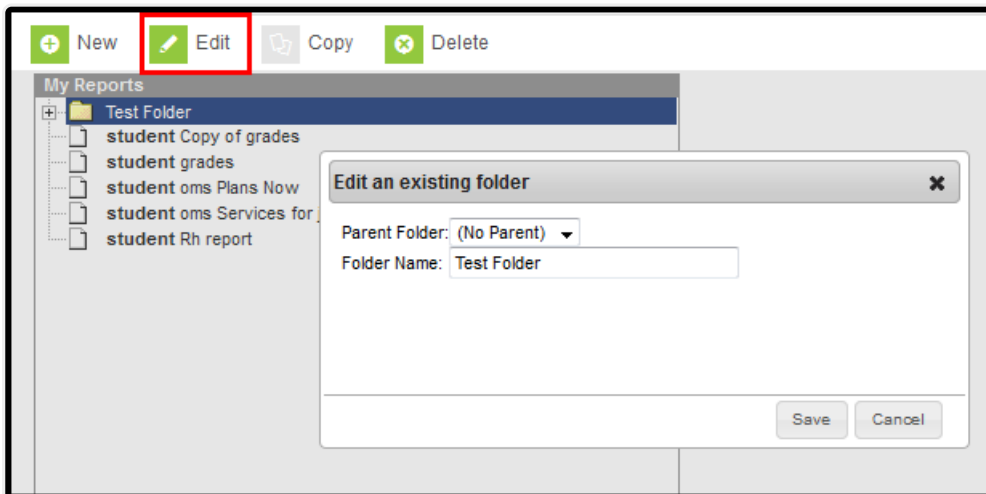 New Edit Copy Delete
My Reports
Test Folder
student Copy of grades
student grades
student oms Plans Now
student oms Services for
student Rh report
Edit an existing folder
Parent Folder: (No Parent)
Folder Name: Test Folder
Save Cancel